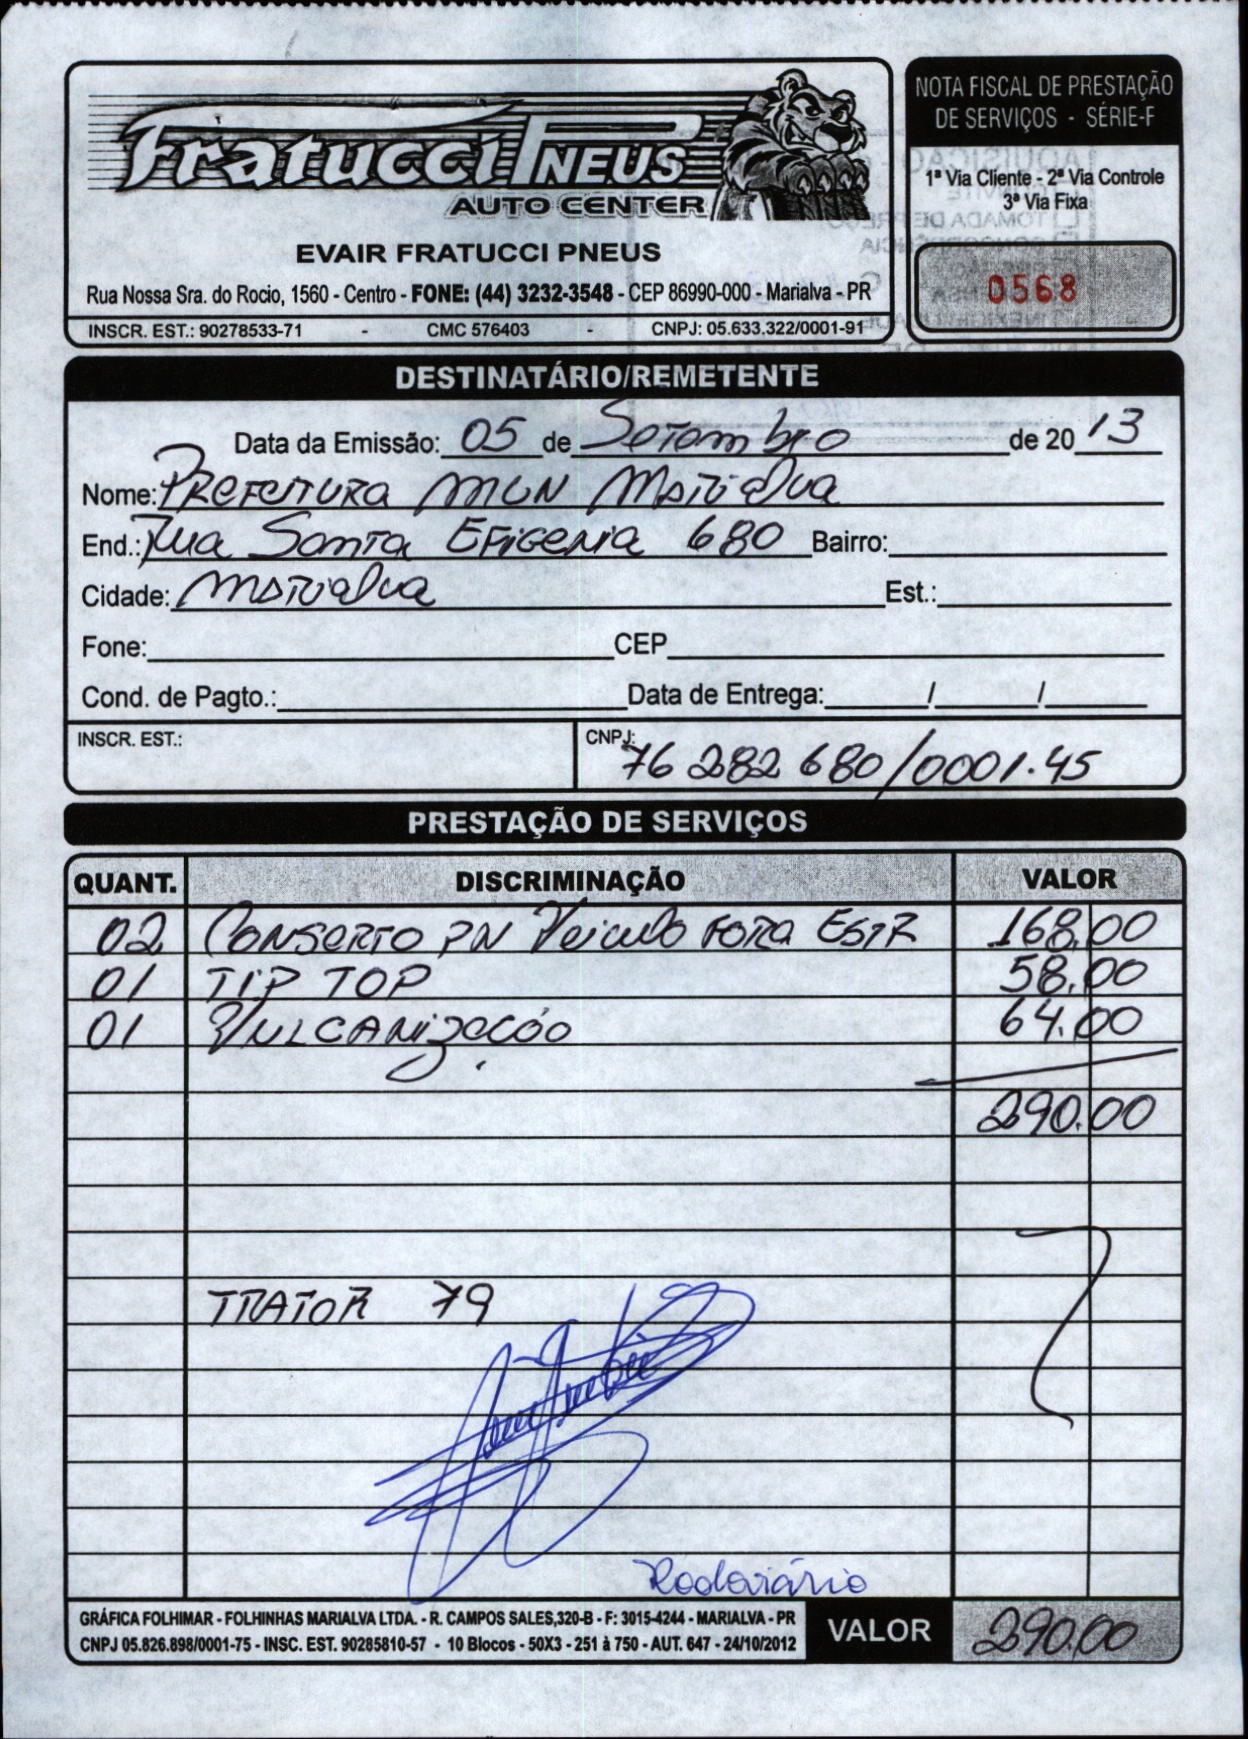 Fratucci PNEUS
AUTO CENTER
EVAIR FRATUCCI PNEUS
Rua Nossa Sra. do Rocio, 1560 - Centro - FONE: (44) 3232-3548 - CEP 86990-000 - Marialva - PR
INSCR. EST.: 90278533-71 - CMC 576403 - CNPJ: 05.633.322/0001-91
NOTA FISCAL DE PRESTAÇÃO
DE SERVIÇOS - SÉRIE-F
1ª Via Cliente - 2ª Via Controle
3ª Via Fixa
0568
DESTINATÁRIO/REMETENTE
Data da Emissão: 05 de Setembro de 20 13
Nome: PREFEITURA MUN Marialva
End.: Rua Santa EFIGENIA 680 Bairro:
Cidade: Marialva Est.:
Fone: CEP
Cond. de Pagto.: Data de Entrega: / /
INSCR. EST.: CNPJ: 76 282 680/0001.45
PRESTAÇÃO DE SERVIÇOS
QUANT. DISCRIMINAÇÃO VALOR
02 CONSERTO PN Veiculo FORA ESTR 168,00
01 TIP TOP 58,00
01 VULCANIZAÇÃO 64,00
290,00
TRATOR 79
Rodoviário
GRÁFICA FOLHIMAR - FOLHINHAS MARIALVA LTDA. - R. CAMPOS SALES,320-B - F: 3015-4244 - MARIALVA - PR
CNPJ 05.826.898/0001-75 - INSC. EST. 90285810-57 - 10 Blocos - 50X3 - 251 à 750 - AUT. 647 - 24/10/2012
VALOR 290,00